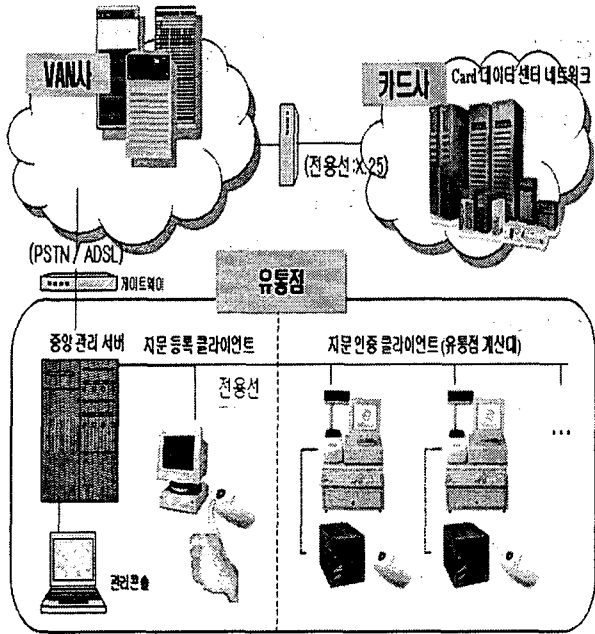 VAN사
카드사
Card 데이터 센터 네트워크
(전용선:X.25)
(PSTN / ADSL)
게이트웨이
유통점
중앙 관리 서버
지문 등록 클라이언트
지문 인증 클라이언트 (유통점 계산대)
전용선
...
관리콘솔